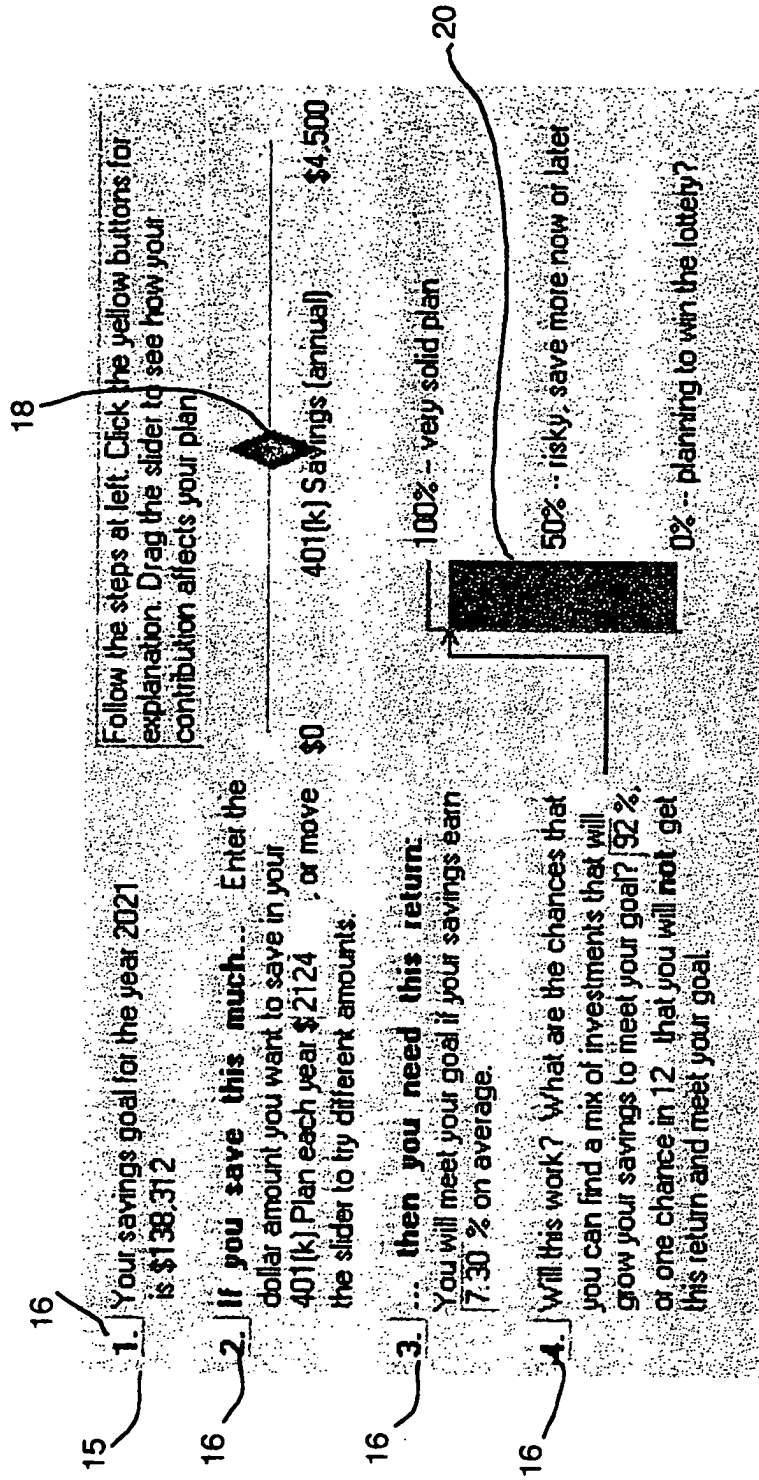 15
16
1. Your savings goal for the year 2021
is $138,312
16
2. If you save this much... Enter the
dollar amount you want to save in your
401(k) Plan each year $ 2124 , or move
the slider to try different amounts.
16
3. ... then you need this return:
You will meet your goal if your savings earn
7.30 % on average.
16
4. Will this work? What are the chances that
you can find a mix of investments that will
grow your savings to meet your goal? 92 %,
or one chance in 12 that you will not get
this return and meet your goal.
18
Follow the steps at left. Click the yellow buttons for
explanation. Drag the slider to see how your
contribution affects your plan
$0
401(k) Savings (annual)
$4,500
100% -- very solid plan
20
50% -- risky, save more now or later
0% -- planning to win the lottery?